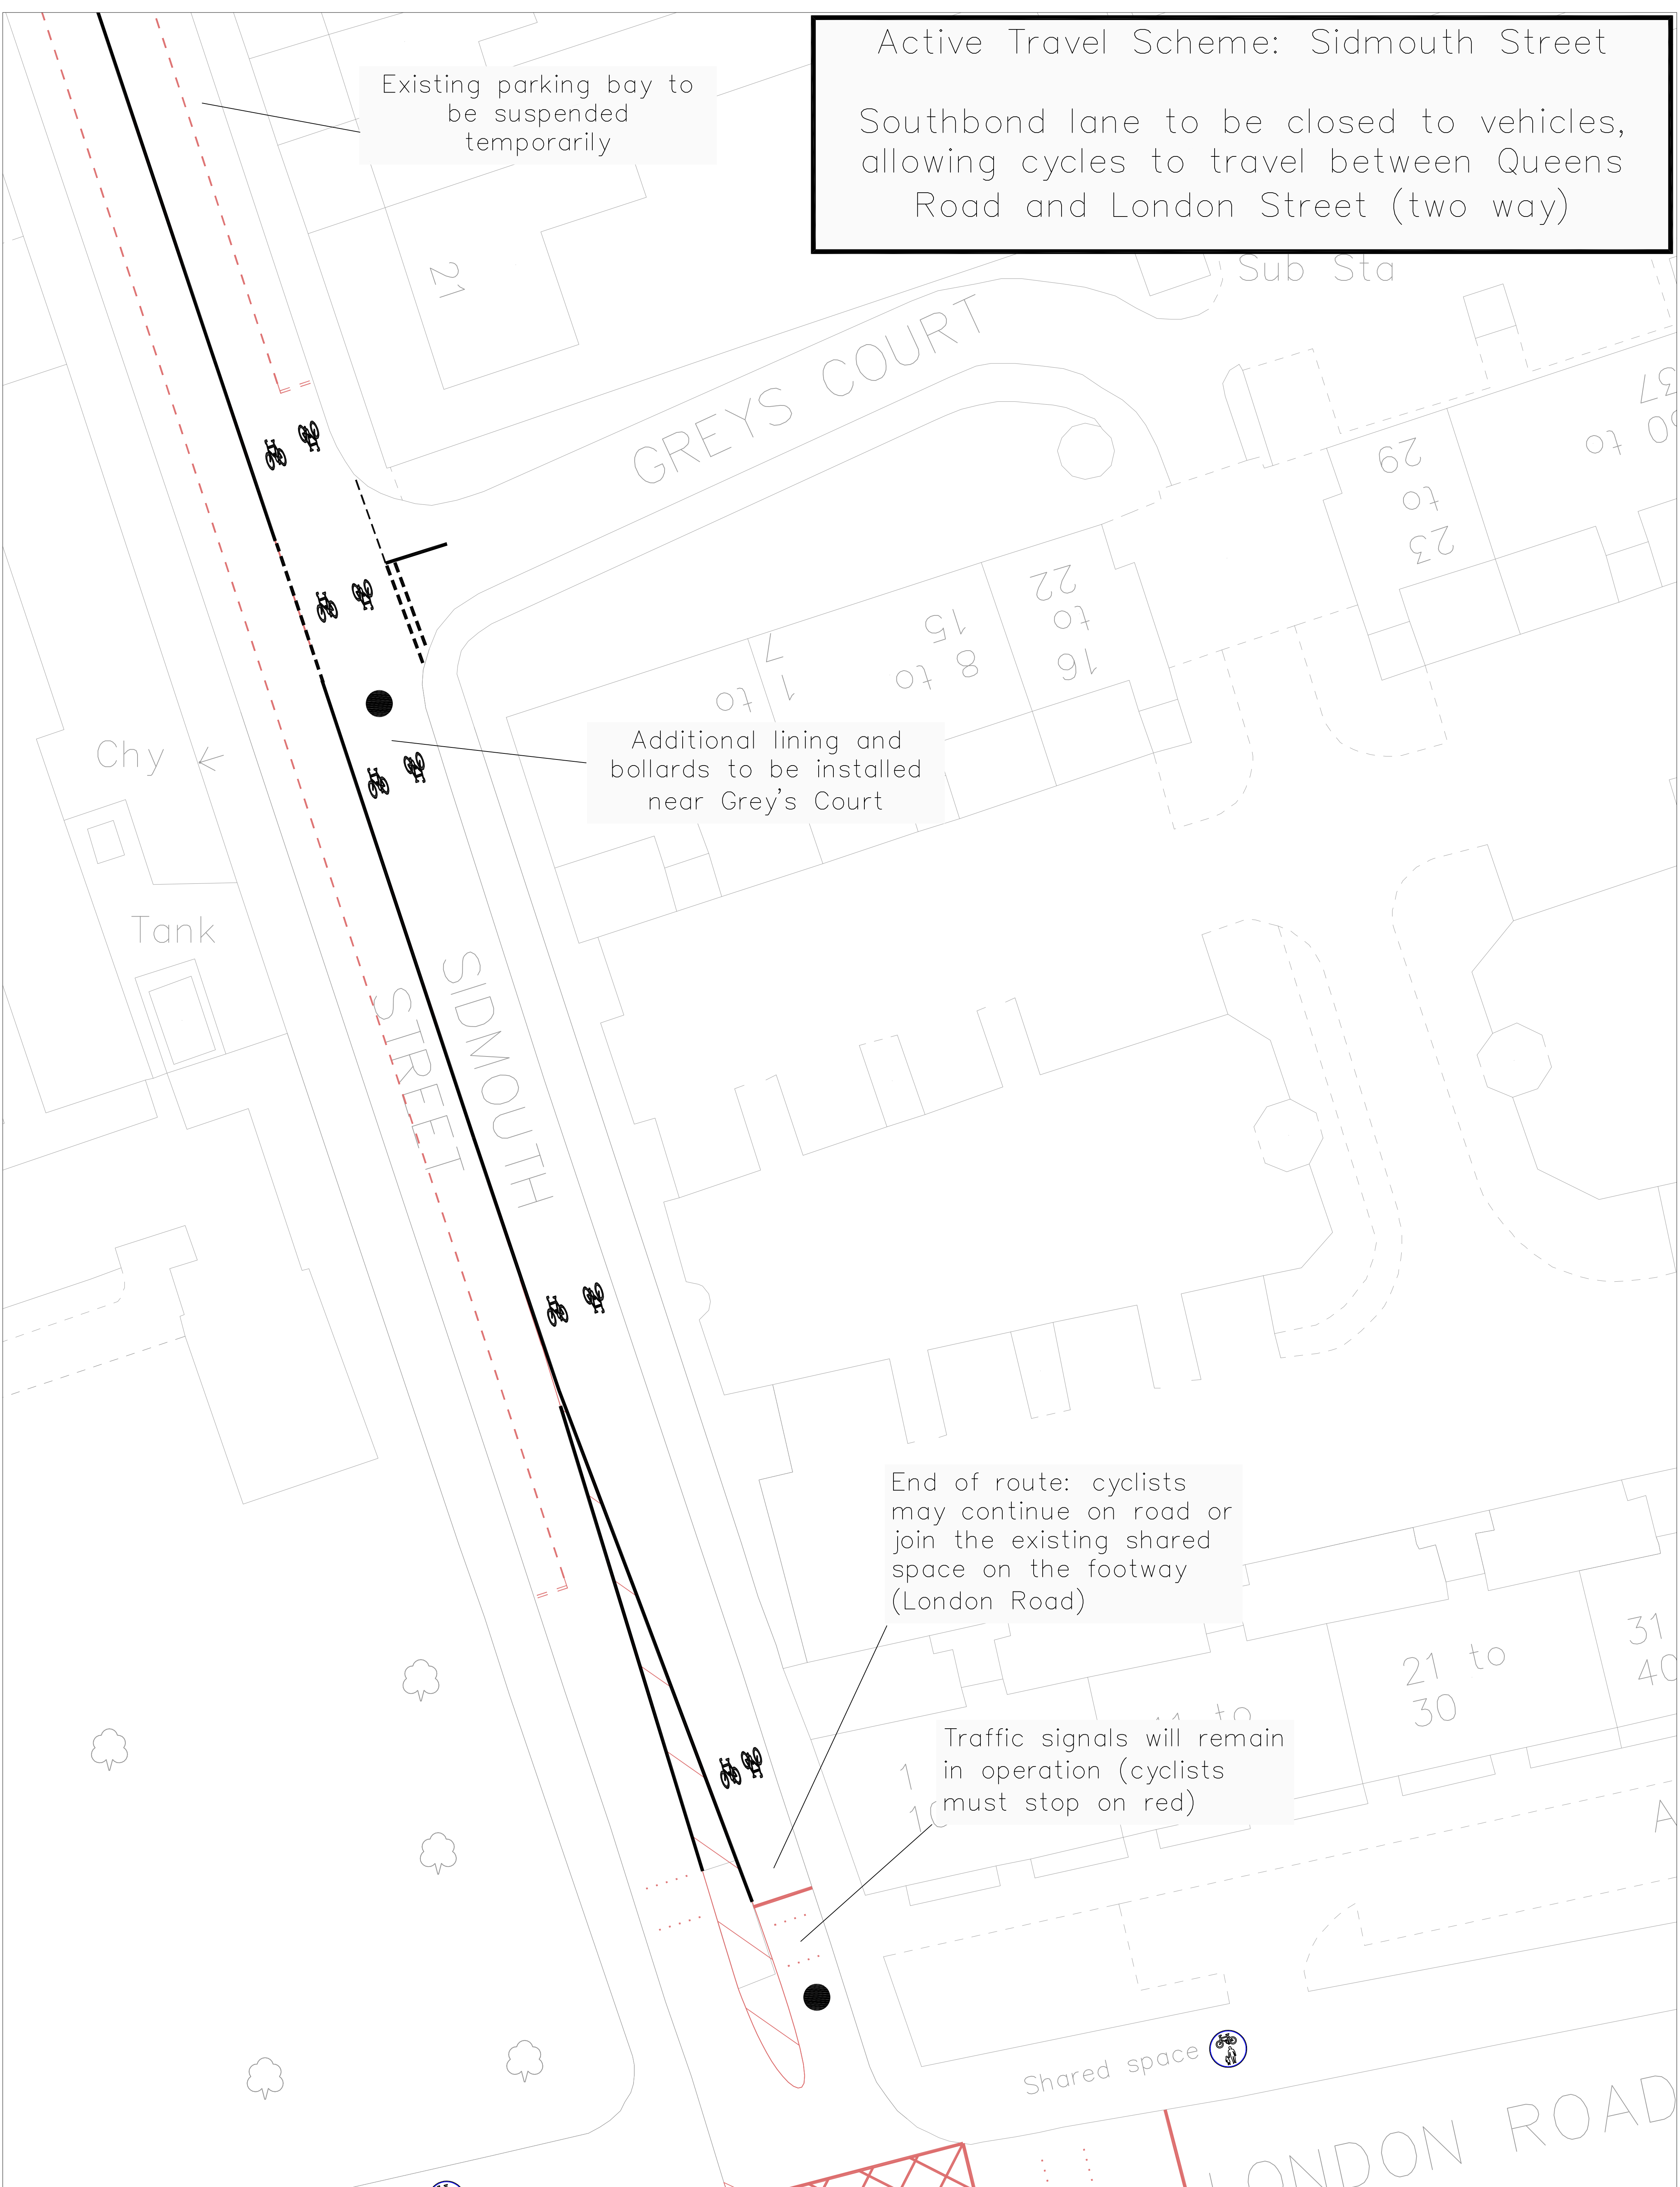 Active Travel Scheme: Sidmouth Street
Southbond lane to be closed to vehicles,
allowing cycles to travel between Queens
Road and London Street (two way)
Existing parking bay to
be suspended
temporarily
Sub Sta
21
GREYS COURT
37
to
29
to
23
22
to
16
15
8 to
7
1
to
Additional lining and
bollards to be installed
near Grey's Court
Chy
Tank
SIDMOUTH
STREET
End of route: cyclists
may continue on road or
join the existing shared
space on the footway
(London Road)
31
40
21 to
30
to
Traffic signals will remain
in operation (cyclists
must stop on red)
1
10
A
Shared space
LONDON ROAD